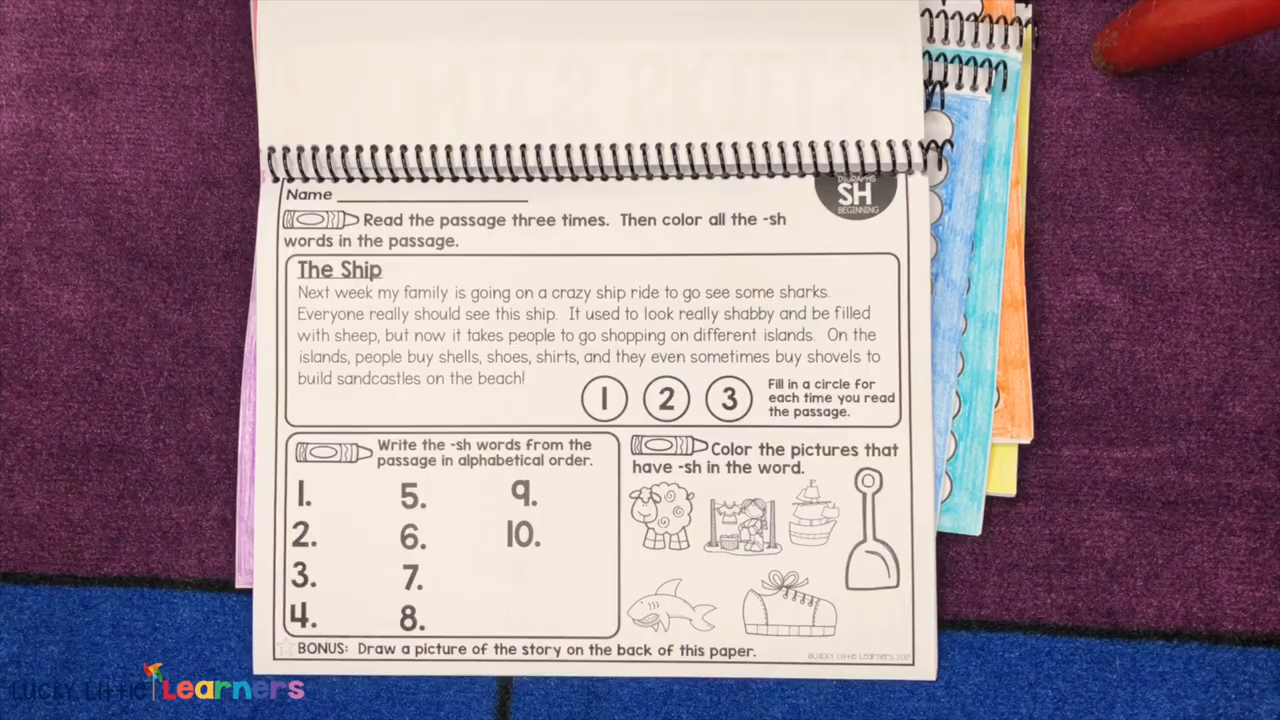 Name
DIGRAPHS
SH
BEGINNING
Read the passage three times. Then color all the -sh
words in the passage.
The Ship
Next week my family is going on a crazy ship ride to go see some sharks.
Everyone really should see this ship. It used to look really shabby and be filled
with sheep, but now it takes people to go shopping on different islands. On the
islands, people buy shells, shoes, shirts, and they even sometimes buy shovels to
build sandcastles on the beach!
1 2 3
Fill in a circle for
each time you read
the passage.
Write the -sh words from the
passage in alphabetical order.
1. 5. 9.
2. 6. 10.
3. 7.
4. 8.
Color the pictures that
have -sh in the word.
BONUS: Draw a picture of the story on the back of this paper.
©Lucky Little Learners 2017
Lucky Little Learners